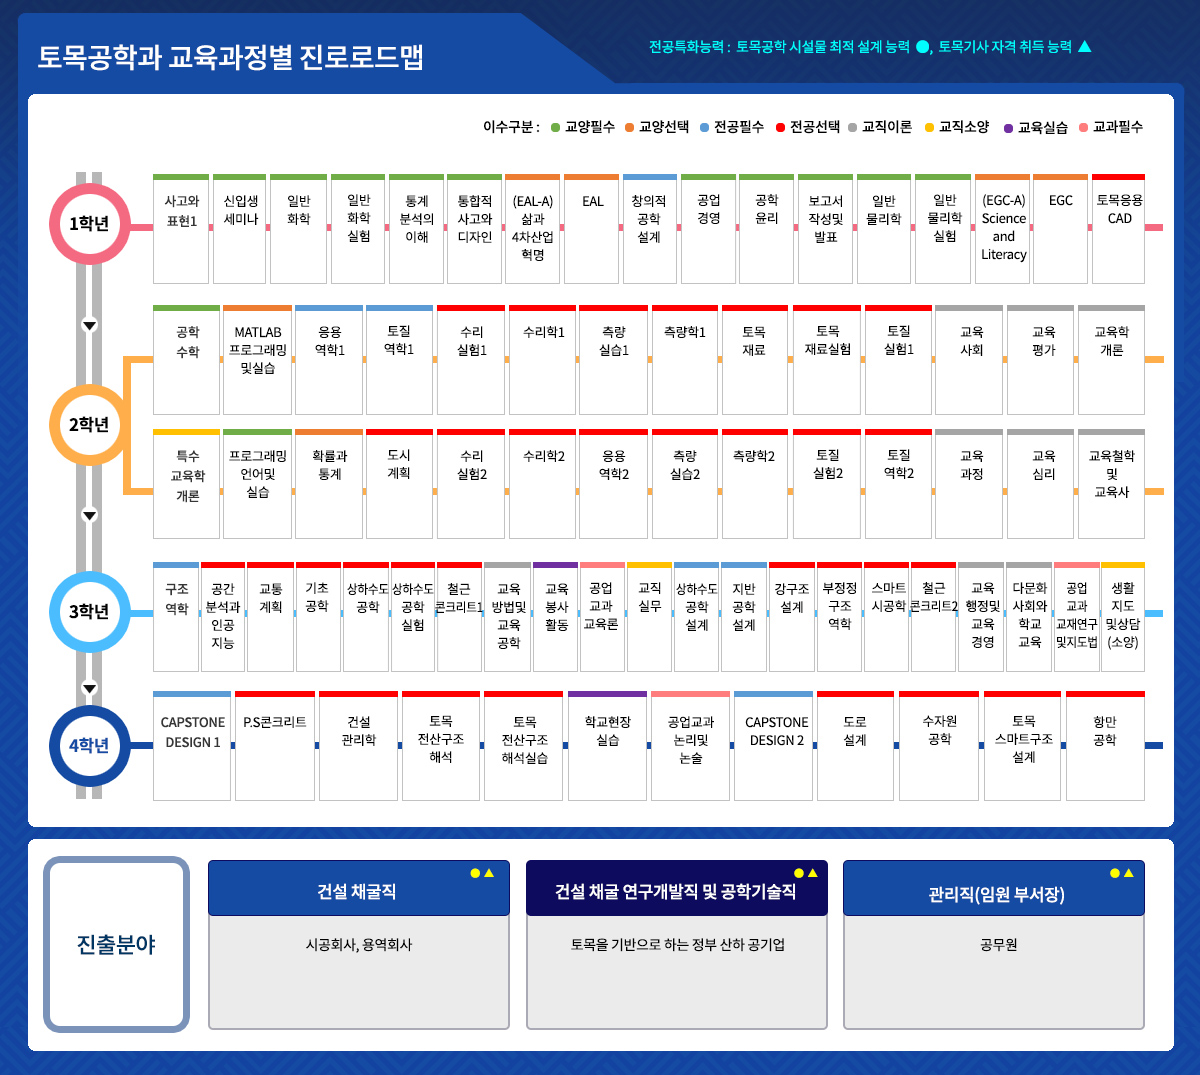 토목공학과 교육과정별 진로로드맵
전공특화능력 : 토목공학 시설물 최적 설계 능력 ●, 토목기사 자격 취득 능력 ▲
이수구분 : ● 교양필수 ● 교양선택 ● 전공필수 ● 전공선택 ● 교직이론 ● 교직소양 ● 교육실습 ● 교과필수
1학년
사고와
표현1
신입생
세미나
일반
화학
일반
화학
실험
통계
분석의
이해
통합적
사고와
디자인
(EAL-A)
삶과
4차산업
혁명
EAL
창의적
공학
설계
공업
경영
공학
윤리
보고서
작성및
발표
일반
물리학
일반
물리학
실험
(EGC-A)
Science
and
Literacy
EGC
토목응용
CAD
2학년
공학
수학
MATLAB
프로그래밍
및실습
응용
역학1
토질
역학1
수리
실험1
수리학1
측량
실습1
측량학1
토목
재료
토목
재료실험
토질
실험1
교육
사회
교육
평가
교육학
개론
특수
교육학
개론
프로그래밍
언어및
실습
확률과
통계
도시
계획
수리
실험2
수리학2
응용
역학2
측량
실습2
측량학2
토질
실험2
토질
역학2
교육
과정
교육
심리
교육철학
및
교육사
3학년
구조
역학
공간
분석과
인공
지능
교통
계획
기초
공학
상하수도
공학
상하수도
공학
실험
철근
콘크리트1
교육
방법및
교육
공학
교육
봉사
활동
공업
교과
교육론
교직
실무
상하수도
공학
설계
지반
공학
설계
강구조
설계
부정정
구조
역학
스마트
시공학
철근
콘크리트2
교육
행정및
교육
경영
다문화
사회와
학교
교육
공업
교과
교재연구
및지도법
생활
지도
및상담
(소양)
4학년
CAPSTONE
DESIGN 1
P.S콘크리트
건설
관리학
토목
전산구조
해석
토목
전산구조
해석실습
학교현장
실습
공업교과
논리및
논술
CAPSTONE
DESIGN 2
도로
설계
수자원
공학
토목
스마트구조
설계
항만
공학
진출분야
●▲
건설 채굴직
시공회사, 용역회사
●▲
건설 채굴 연구개발직 및 공학기술직
토목을 기반으로 하는 정부 산하 공기업
●▲
관리직(임원 부서장)
공무원